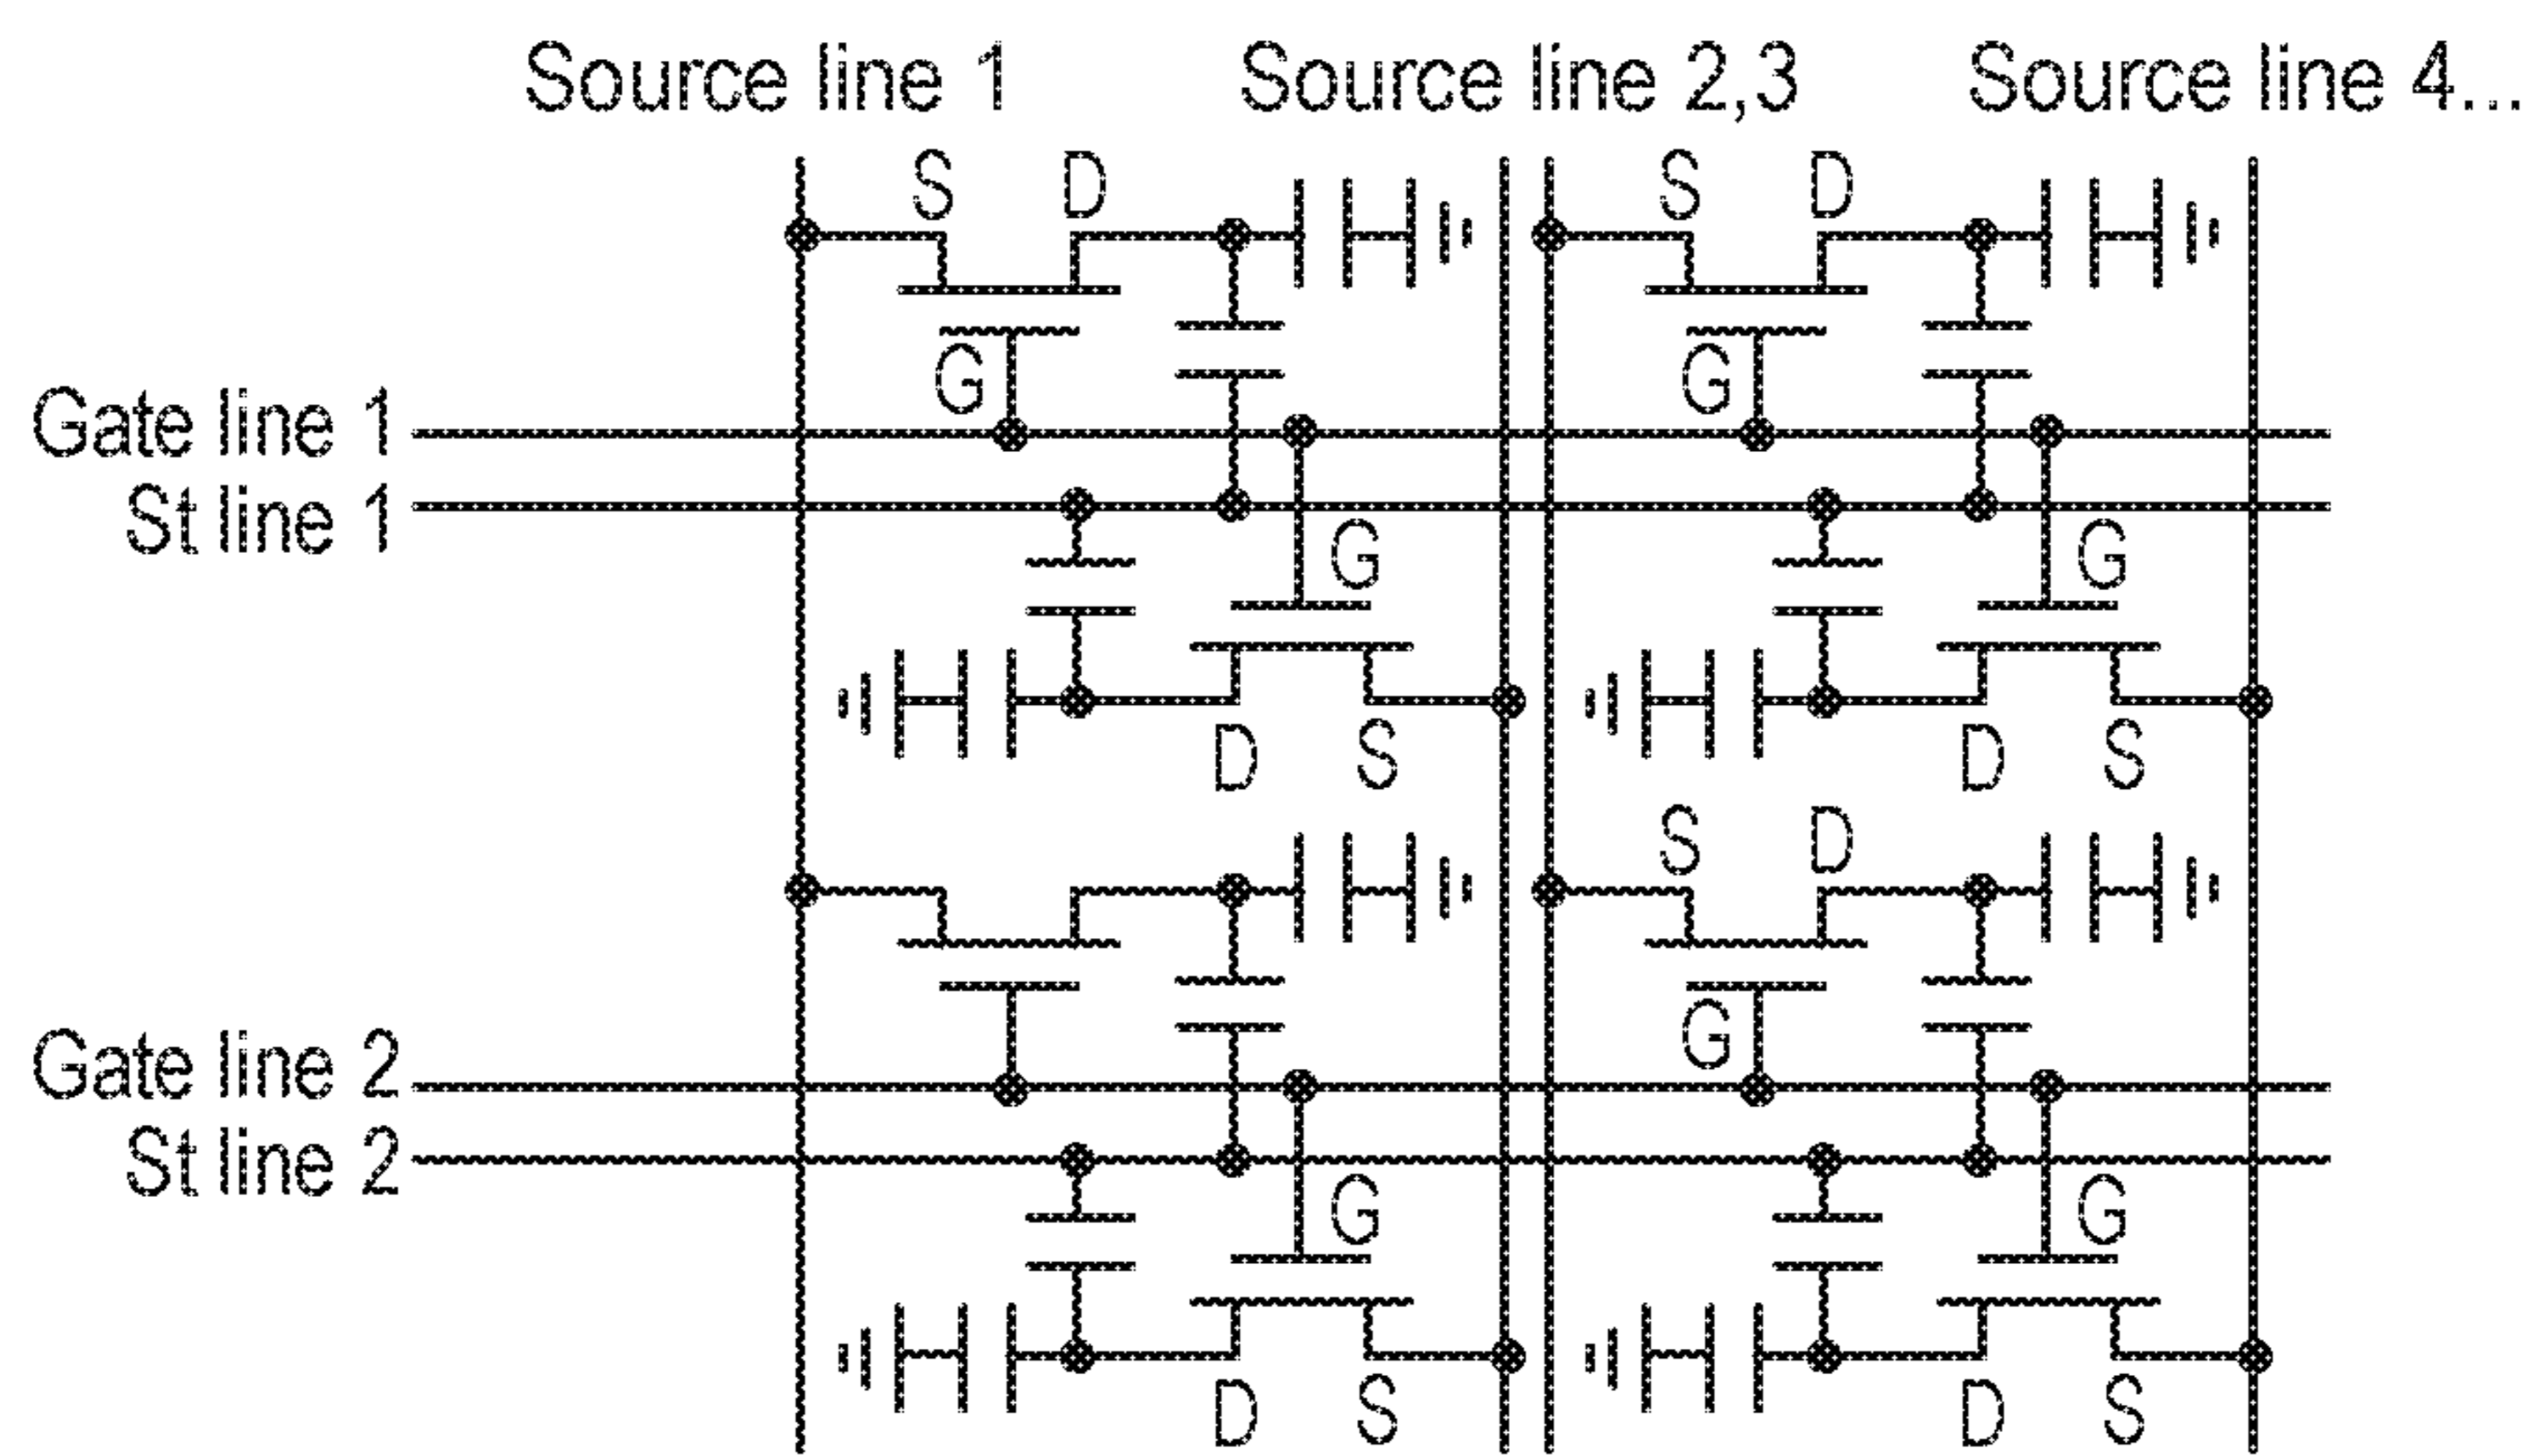 Source line 1 Source line 2,3 Source line 4...
S D S D
G G
Gate line 1
St line 1
G G
D S D S
S D
Gate line 2 G
St line 2
G G
D S D S